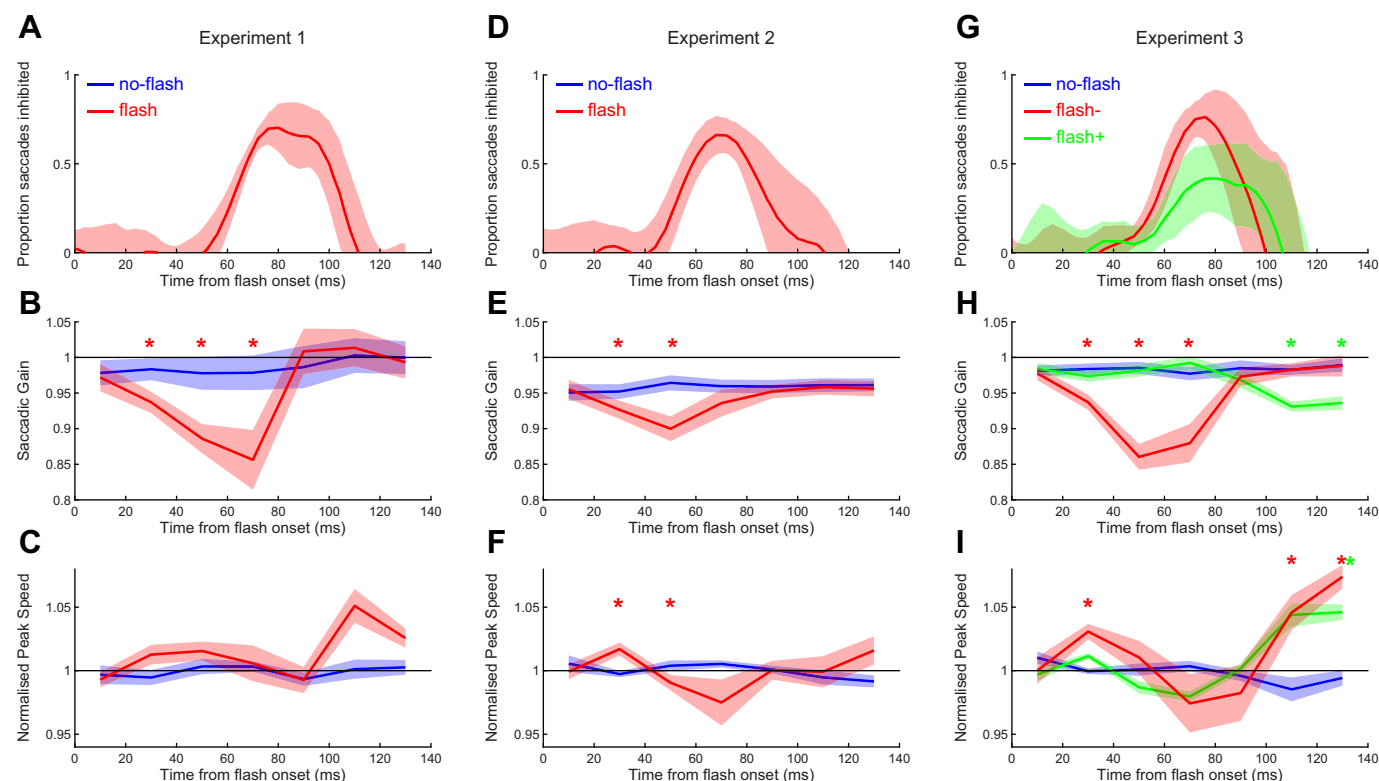 A
Experiment 1
Proportion saccades inhibited
1
0.5
0
no-flash
flash
0 20 40 60 80 100 120 140
Time from flash onset (ms)
B
Saccadic Gain
1.05
1
0.95
0.9
0.85
0.8
* * *
0 20 40 60 80 100 120 140
Time from flash onset (ms)
C
Normalised Peak Speed
1.05
1
0.95
0 20 40 60 80 100 120 140
Time from flash onset (ms)
D
Experiment 2
Proportion saccades inhibited
1
0.5
0
no-flash
flash
0 20 40 60 80 100 120 140
Time from flash onset (ms)
E
Saccadic Gain
1.05
1
0.95
0.9
0.85
0.8
* *
0 20 40 60 80 100 120 140
Time from flash onset (ms)
F
Normalised Peak Speed
1.05
1
0.95
* *
0 20 40 60 80 100 120 140
Time from flash onset (ms)
G
Experiment 3
Proportion saccades inhibited
1
0.5
0
no-flash
flash-
flash+
0 20 40 60 80 100 120 140
Time from flash onset (ms)
H
Saccadic Gain
1.05
1
0.95
0.9
0.85
0.8
* * * * *
0 20 40 60 80 100 120 140
Time from flash onset (ms)
I
Normalised Peak Speed
1.05
1
0.95
* * * *
0 20 40 60 80 100 120 140
Time from flash onset (ms)